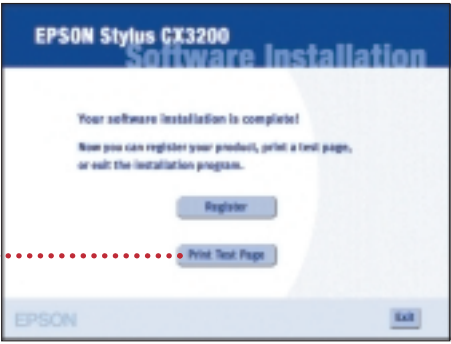 EPSON Stylus CX3200
Software Installation
Your software installation is complete!
Now you can register your product, print a test page,
or exit the installation program.
Register
Print Test Page
EPSON
Exit